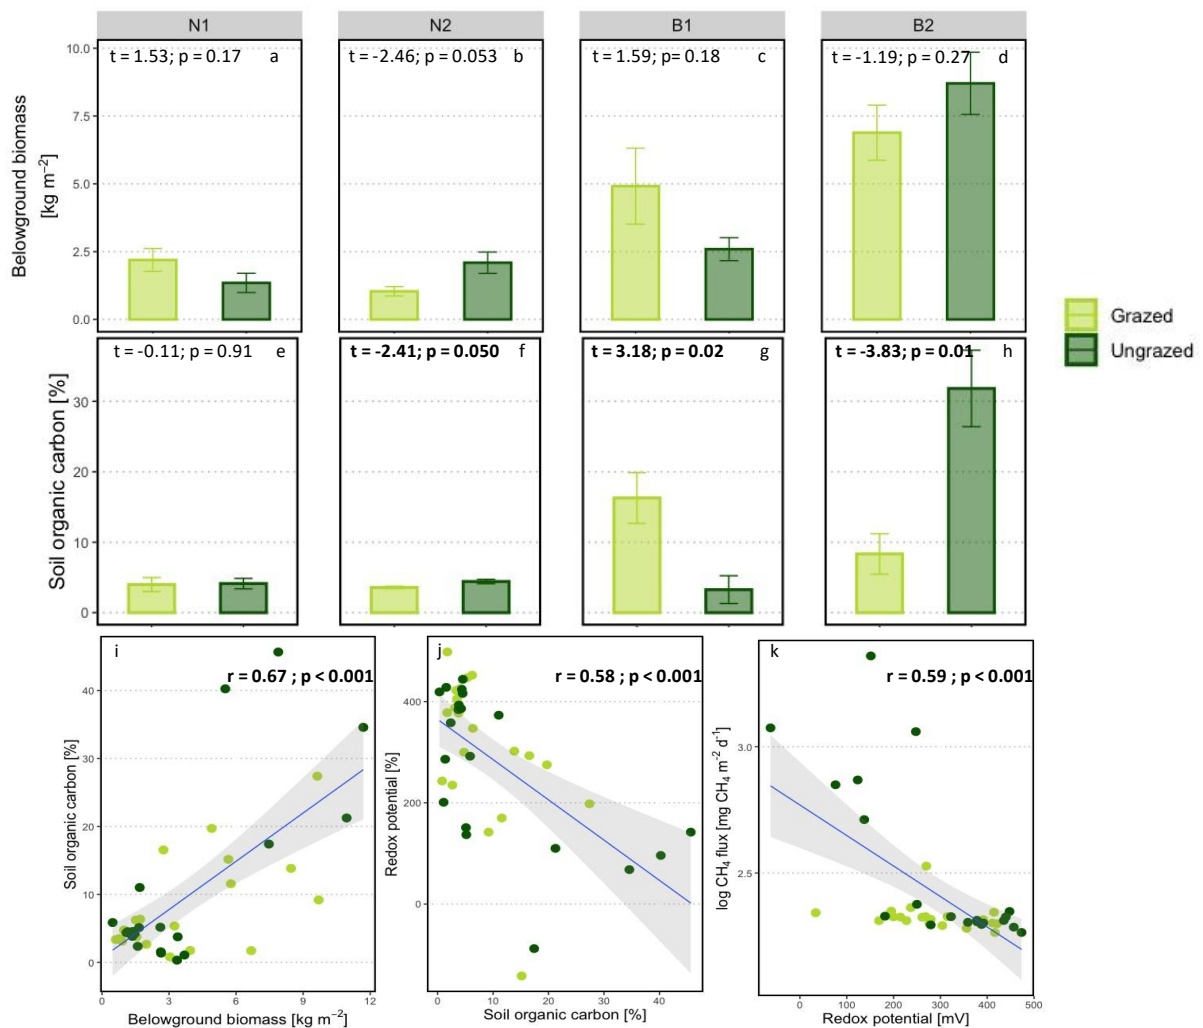 N1 N2 B1 B2
t = 1.53; p = 0.17 a
t = -2.46; p = 0.053 b
t = 1.59; p= 0.18 c
t = -1.19; p = 0.27 d
10.0
7.5
5.0
2.5
0.0
Belowground biomass
[kg m⁻²]
Grazed
Ungrazed
t = -0.11; p = 0.91 e
t = -2.41; p = 0.050 f
t = 3.18; p = 0.02 g
t = -3.83; p = 0.01 h
30
20
10
0
Soil organic carbon [%]
i
r = 0.67 ; p < 0.001
40
30
20
10
0
Soil organic carbon [%]
0 3 6 9 12
Belowground biomass [kg m⁻²]
j
r = 0.58 ; p < 0.001
400
200
0
Redox potential [%]
0 10 20 30 40
Soil organic carbon [%]
k
r = 0.59 ; p < 0.001
3.0
2.5
log CH₄ flux [mg CH₄ m⁻² d⁻¹]
0 100 200 300 400 500
Redox potential [mV]